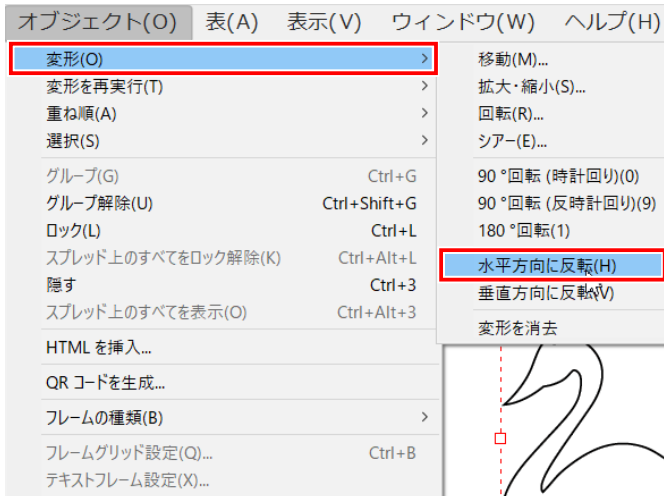 オブジェクト(O) 表(A) 表示(V) ウィンドウ(W) ヘルプ(H)
変形(O) >
変形を再実行(T) >
重ね順(A) >
選択(S) >
グループ(G) Ctrl+G
グループ解除(U) Ctrl+Shift+G
ロック(L) Ctrl+L
スプレッド上のすべてをロック解除(K) Ctrl+Alt+L
隠す Ctrl+3
スプレッド上のすべてを表示(O) Ctrl+Alt+3
HTML を挿入...
QR コードを生成...
フレームの種類(B) >
フレームグリッド設定(Q)... Ctrl+B
テキストフレーム設定(X)...
移動(M)...
拡大・縮小(S)...
回転(R)...
シアー(E)...
90 °回転 (時計回り)(0)
90 °回転 (反時計回り)(9)
180 °回転(1)
水平方向に反転(H)
垂直方向に反転(V)
変形を消去